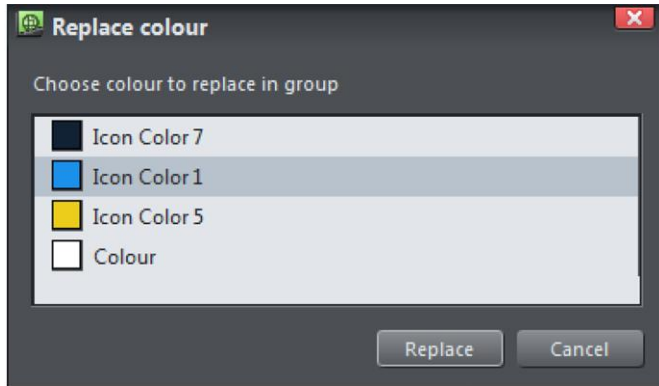 Replace colour
Choose colour to replace in group
Icon Color 7
Icon Color 1
Icon Color 5
Colour
Replace Cancel